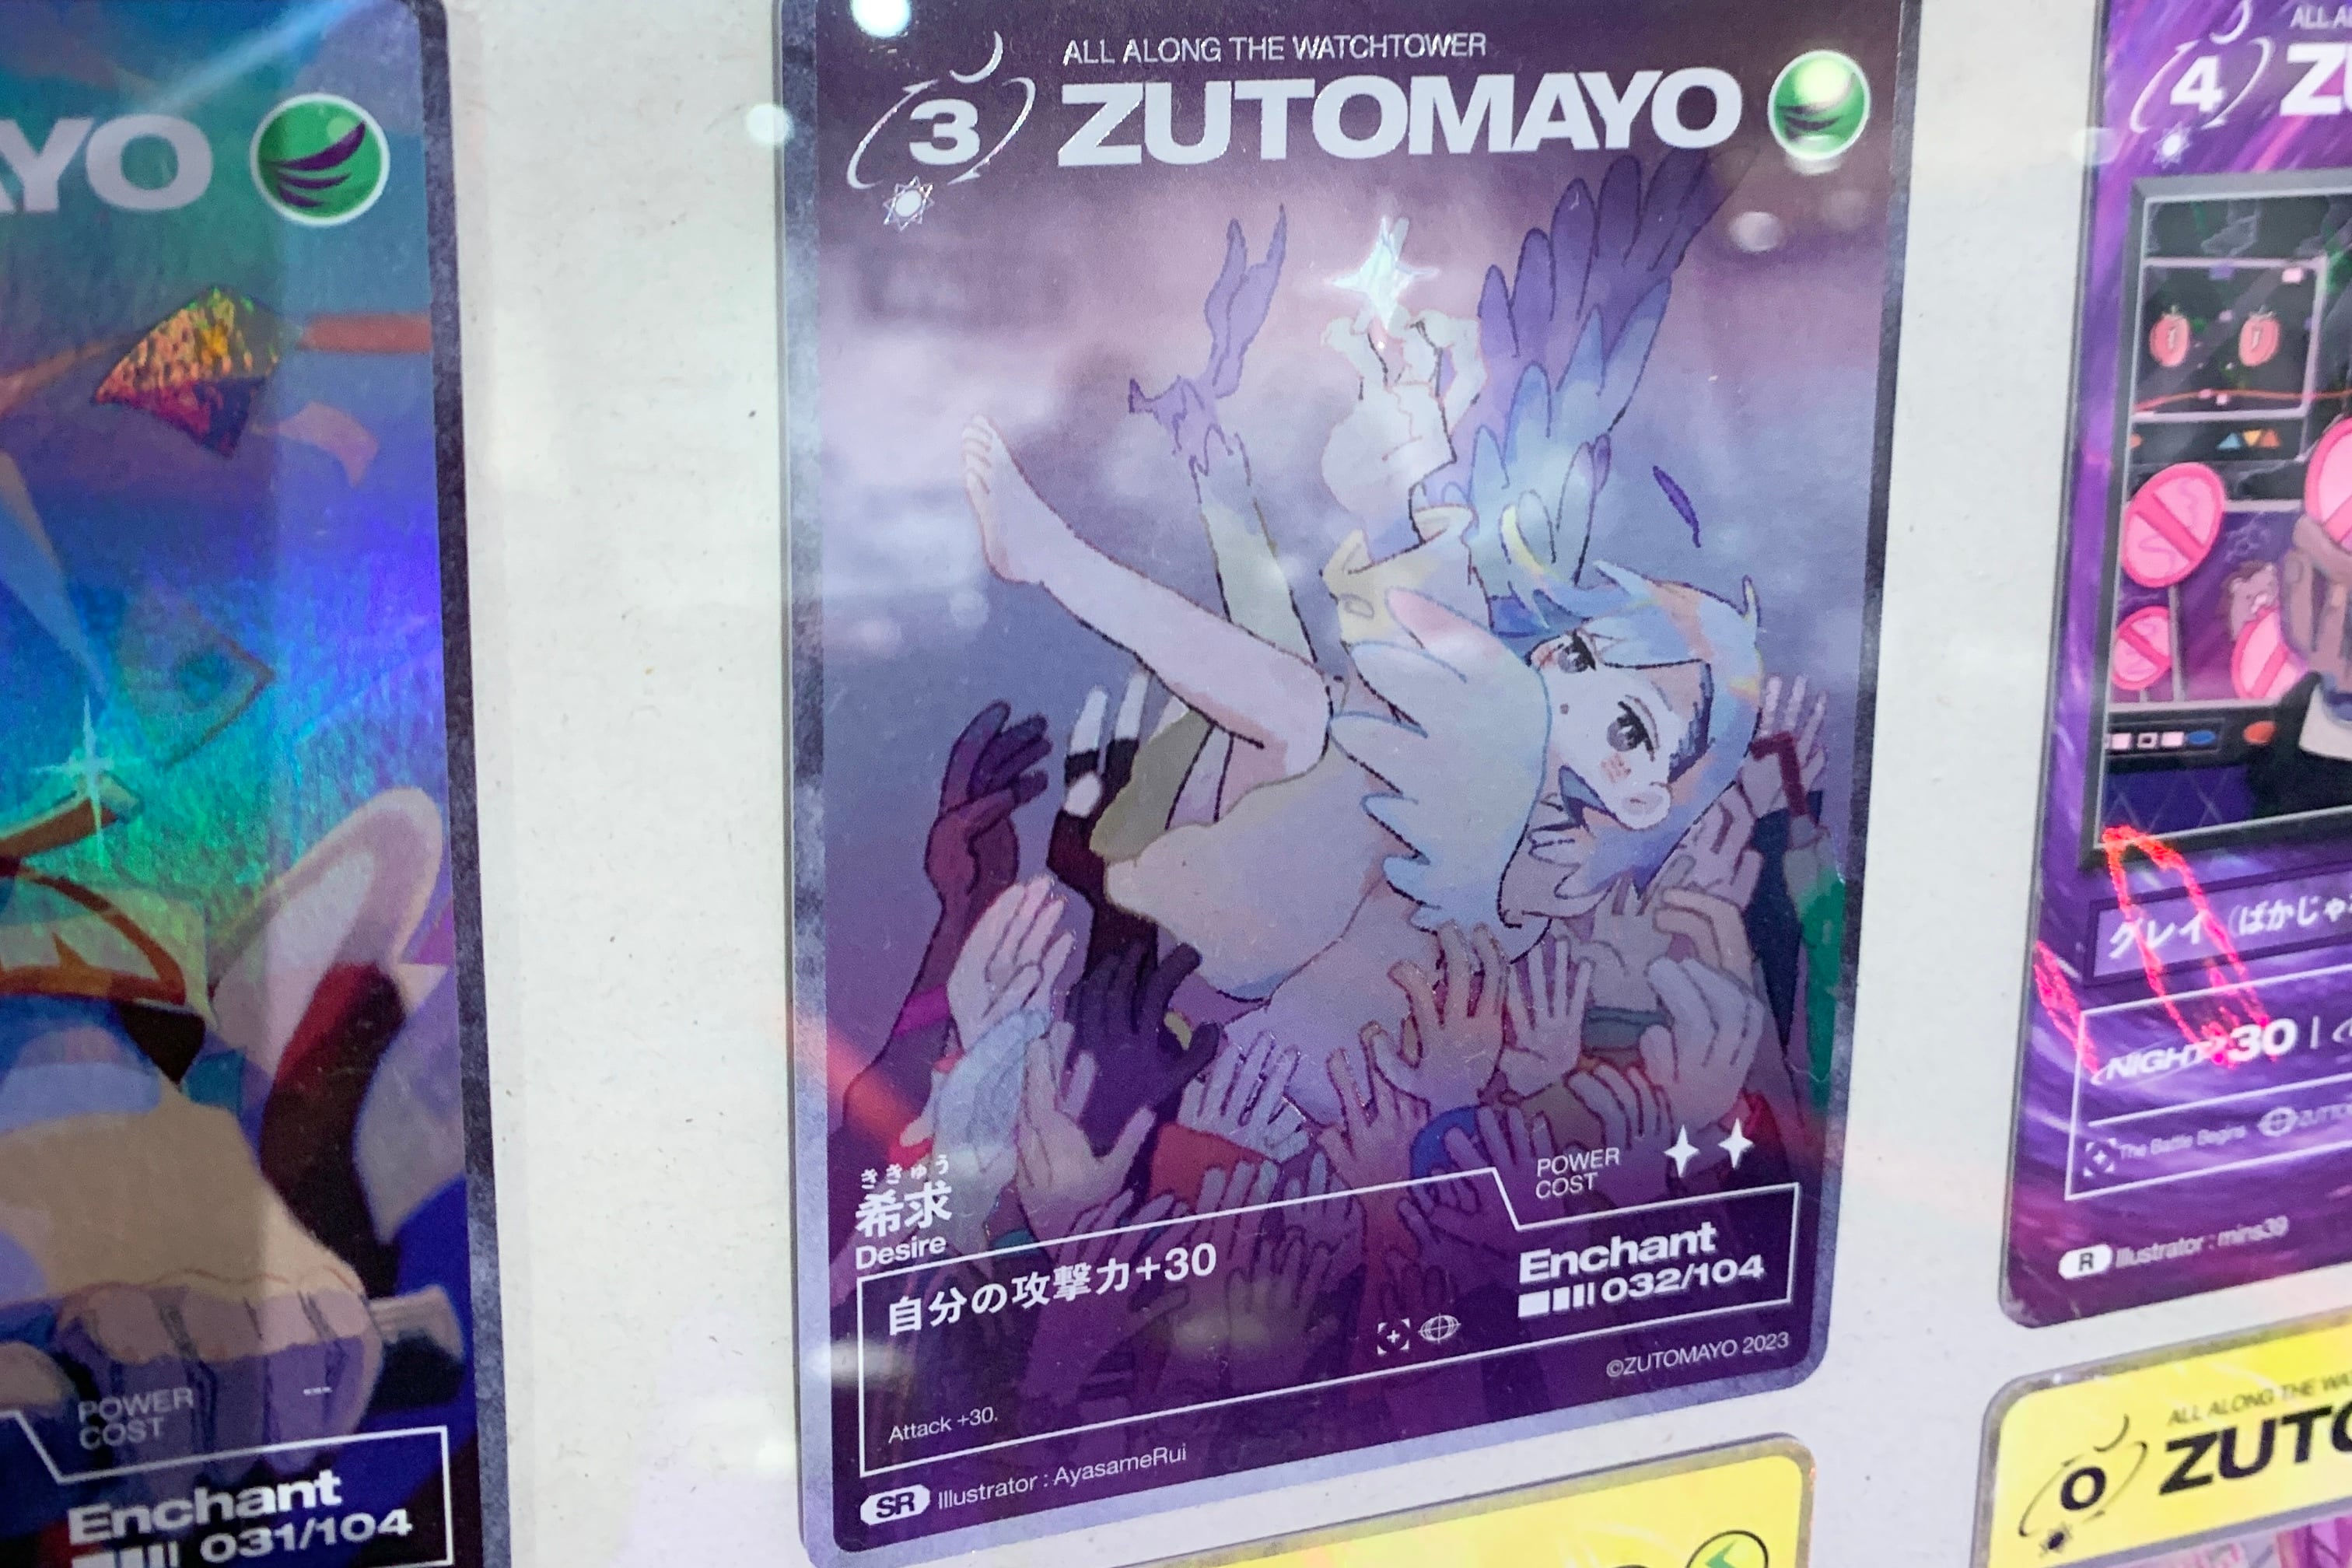 AYO
POWER
COST
Enchant
031/104
ALL ALONG THE WATCHTOWER
3
ZUTOMAYO
ききゅう
希求
Desire
POWER
COST
自分の攻撃力+30
Enchant
032/104
Attack +30.
©ZUTOMAYO 2023
SR Illustrator : AyasameRui
ALL A
4
グレイ（ばかじゃ
NIGHT 30
The Battle Begins
R Illustrator : mins39
ALL ALONG THE WA
0
ZUTO